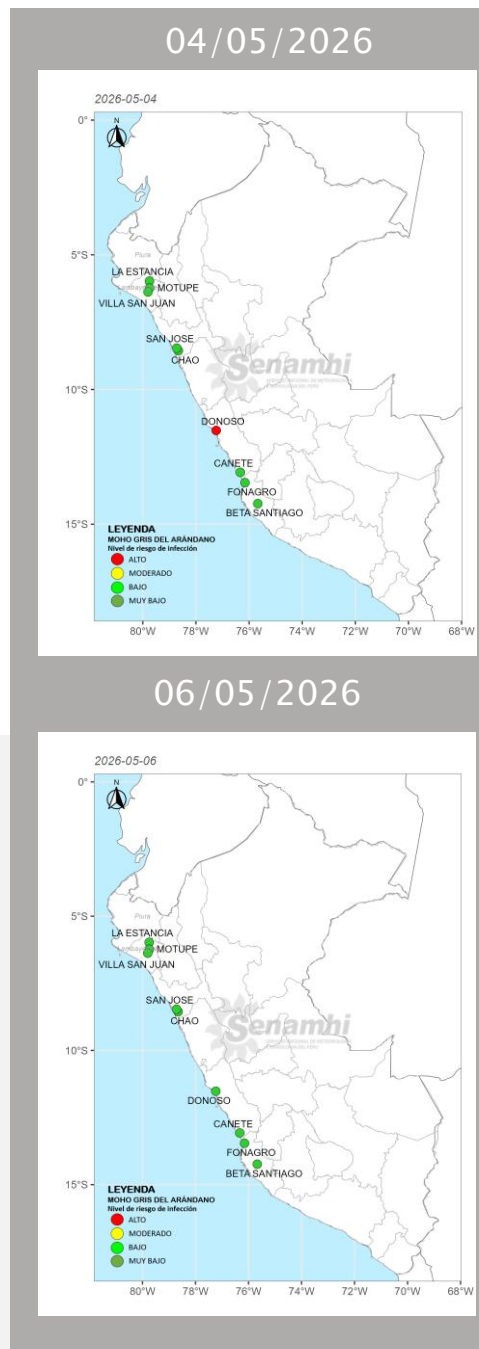 04/05/2026
2026-05-04
N
0°
Piura
5°S
LA ESTANCIA
MOTUPE
VILLA SAN JUAN
SAN JOSE
CHAO
Senamhi
10°S
DONOSO
CANETE
FONAGRO
BETA SANTIAGO
15°S
LEYENDA
MOHO GRIS DEL ARÁNDANO
Nivel de riesgo de infección
ALTO
MODERADO
BAJO
MUY BAJO
80°W 78°W 76°W 74°W 72°W 70°W 68°W
06/05/2026
2026-05-06
N
0°
Piura
5°S
LA ESTANCIA
MOTUPE
VILLA SAN JUAN
SAN JOSE
CHAO
Senamhi
10°S
DONOSO
CANETE
FONAGRO
BETA SANTIAGO
15°S
LEYENDA
MOHO GRIS DEL ARÁNDANO
Nivel de riesgo de infección
ALTO
MODERADO
BAJO
MUY BAJO
80°W 78°W 76°W 74°W 72°W 70°W 68°W